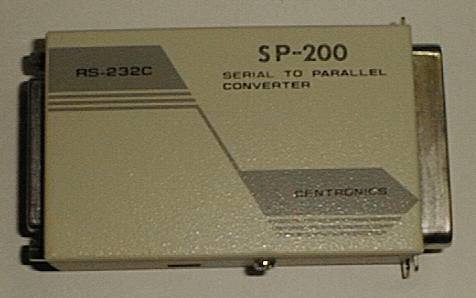 SP-200
RS-232C
SERIAL TO PARALLEL
CONVERTER
CENTRONICS